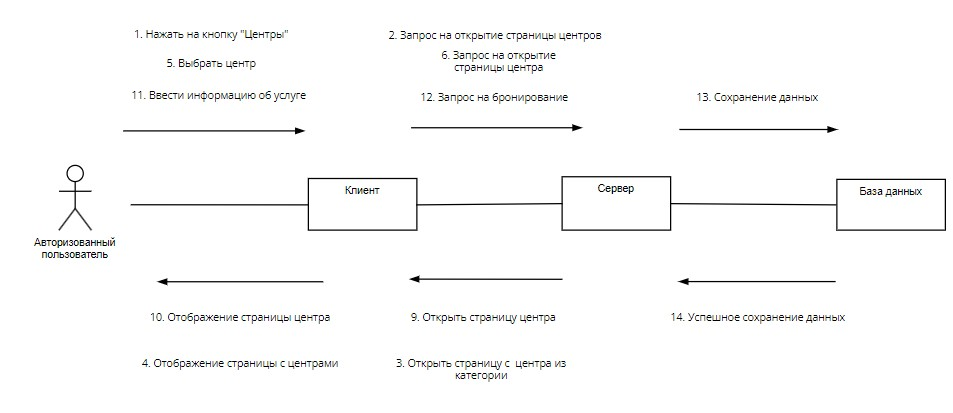 1. Нажать на кнопку "Центры"
2. Запрос на открытие страницы центров
5. Выбрать центр
6. Запрос на открытие
страницы центра
11. Ввести информацию об услуге
12. Запрос на бронирование
13. Сохранение данных
Клиент
Сервер
База данных
Авторизованный
пользователь
10. Отображение страницы центра
9. Открыть страницу центра
14. Успешное сохранение данных
4. Отображение страницы с центрами
3. Открыть страницу с центра из
категории